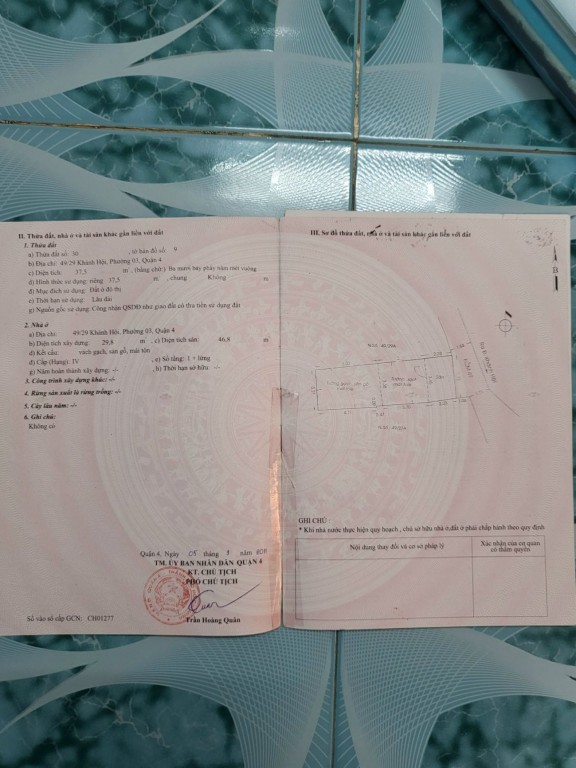 II. Thửa đất, nhà ở và tài sản khác gắn liền với đất
1. Thửa đất
a) Thửa đất số: 30 , tờ bản đồ số: 9
b) Địa chỉ: 49/29 Khánh Hội, Phường 03, Quận 4
c) Diện tích: 37,5 m², (bằng chữ): Ba mươi bảy phẩy năm mét vuông
d) Hình thức sử dụng: riêng: 37,5 m, chung Không m
đ) Mục đích sử dụng: Đất ở đô thị
e) Thời hạn sử dụng: Lâu dài
g) Nguồn gốc sử dụng: Công nhận QSDĐ như giao đất có thu tiền sử dụng đất
2. Nhà ở
a) Địa chỉ: 49/29 Khánh Hội, Phường 03, Quận 4
b) Diện tích xây dựng: 29,8 m , c) Diện tích sàn: 46,8 m
d) Kết cấu: vách gạch, sàn gỗ, mái tôn
đ) Cấp (Hạng): IV , e) Số tầng: 1 + lửng
g) Năm hoàn thành xây dựng: -/- , h) Thời hạn sở hữu: -/-
3. Công trình xây dựng khác: -/-
4. Rừng sản xuất là rừng trồng: -/-
5. Cây lâu năm: -/-
6. Ghi chú:
Không có
Quận 4, Ngày 05 tháng
TM. ỦY BAN NHÂN DÂN QUẬN 4
KT. CHỦ TỊCH
PHÓ CHỦ TỊCH
Trần Hoàng Quân
Số vào sổ cấp GCN: CH01277
III. Sơ đồ thửa đất, nhà ở và tài sản khác gắn liền với đất
B
GHI CHÚ
* Khi nhà nước thực hiện quy hoạch , chủ sở hữu nhà ở,đất ở phải chấp hành theo quy định.
Nội dung thay đổi và cơ sở pháp lý
Xác nhận của cơ quan
có thẩm quyền